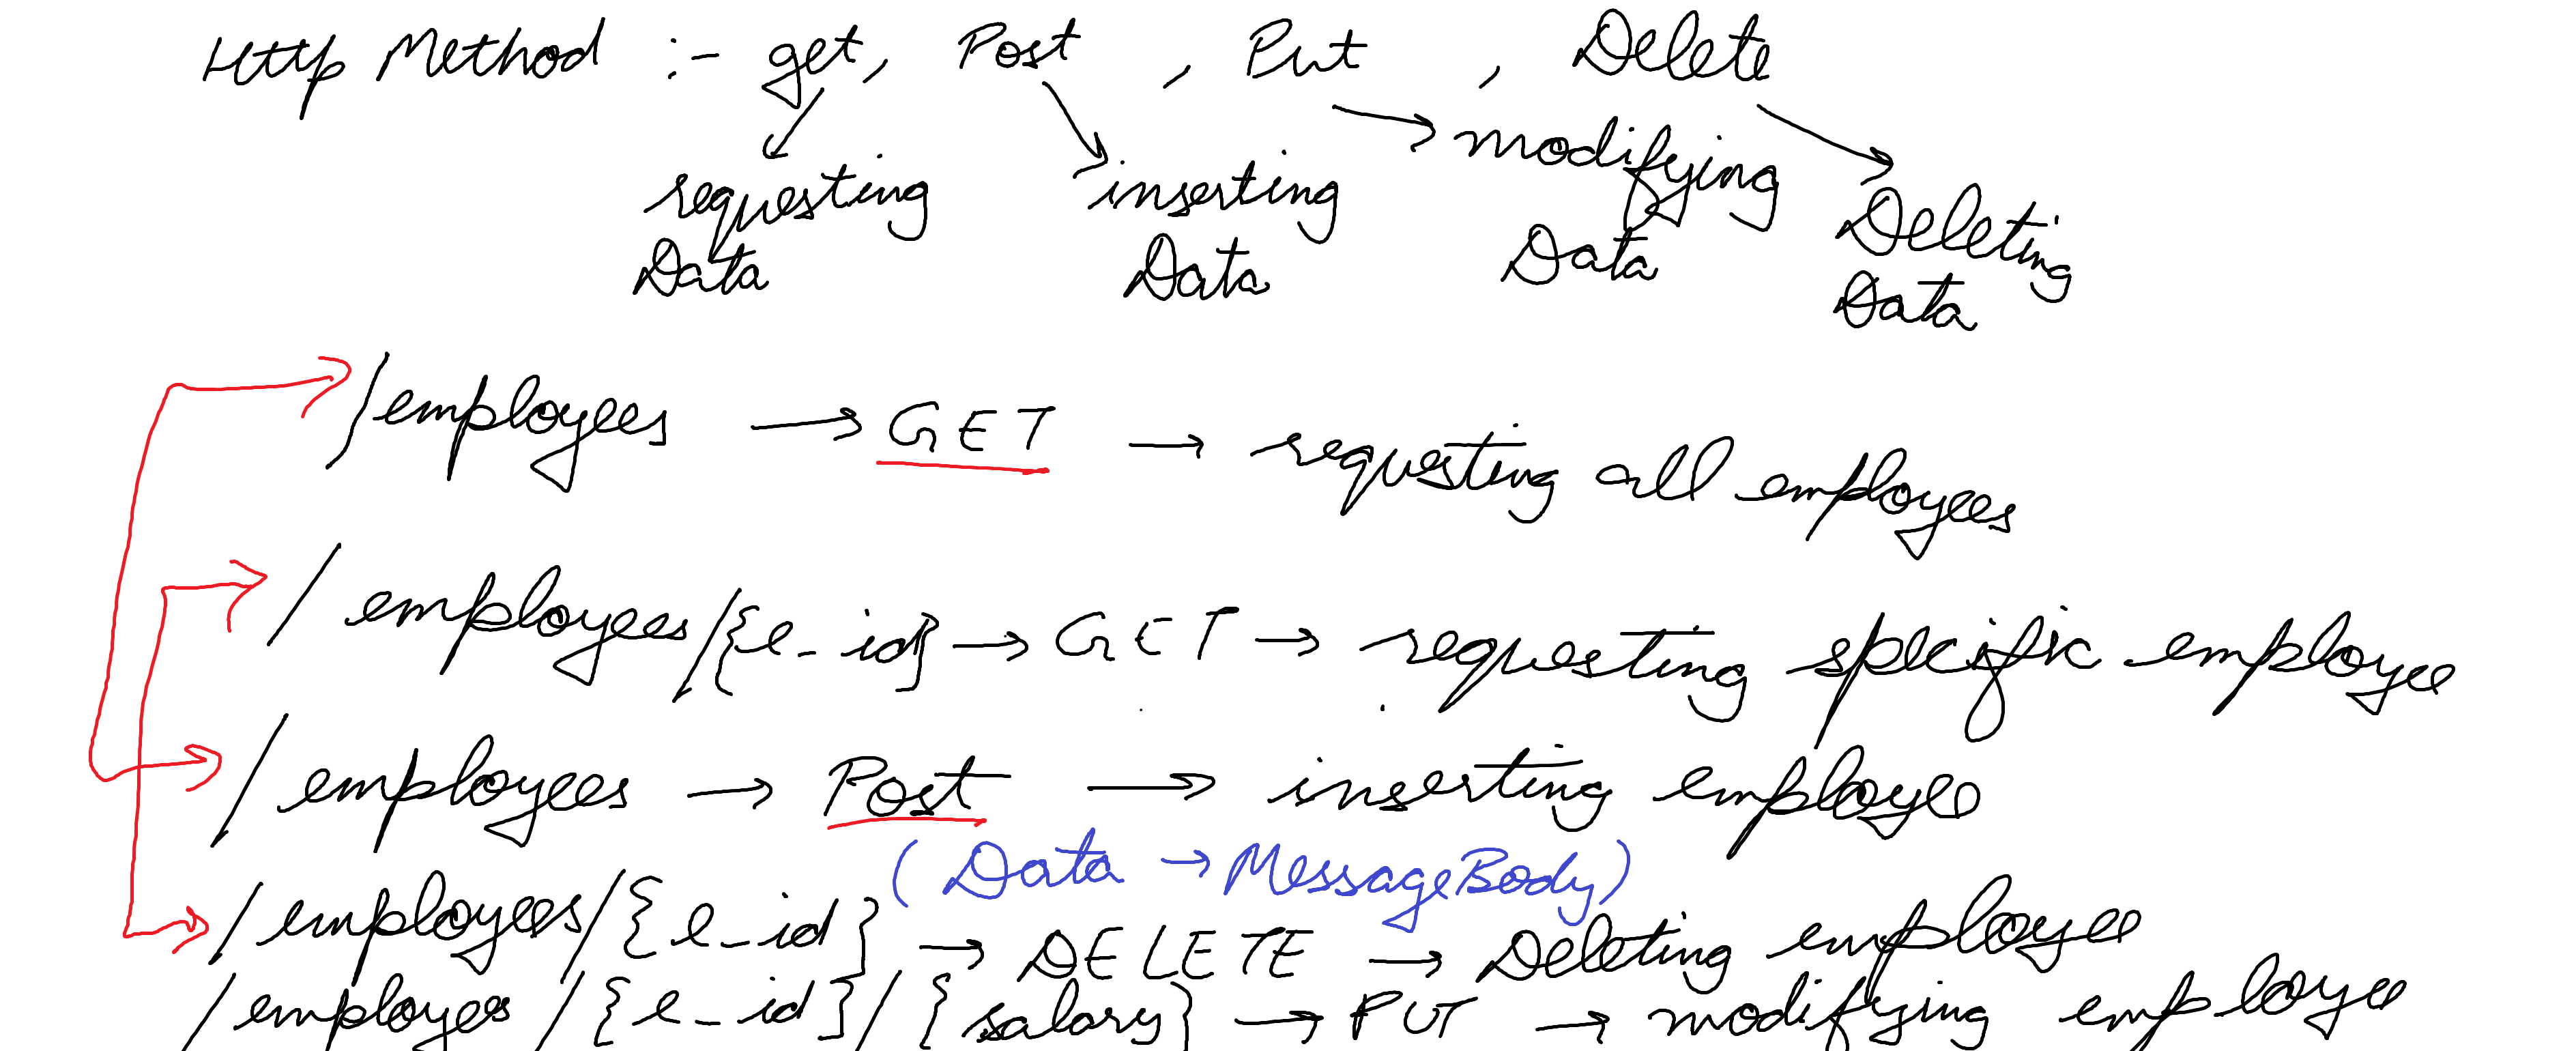 Http Method :- get, Post , Put , Delete
requesting Data
inserting Data
modifying Data
Deleting Data
/employees → GET → requesting all employees
/employees/{e_id} → GET → requesting specific employee
/employees → Post → inserting employee
(Data → MessageBody)
/employees/{e_id} → DELETE → Deleting employee
/employes/{e_id}/{salary} → PUT → modifying employee